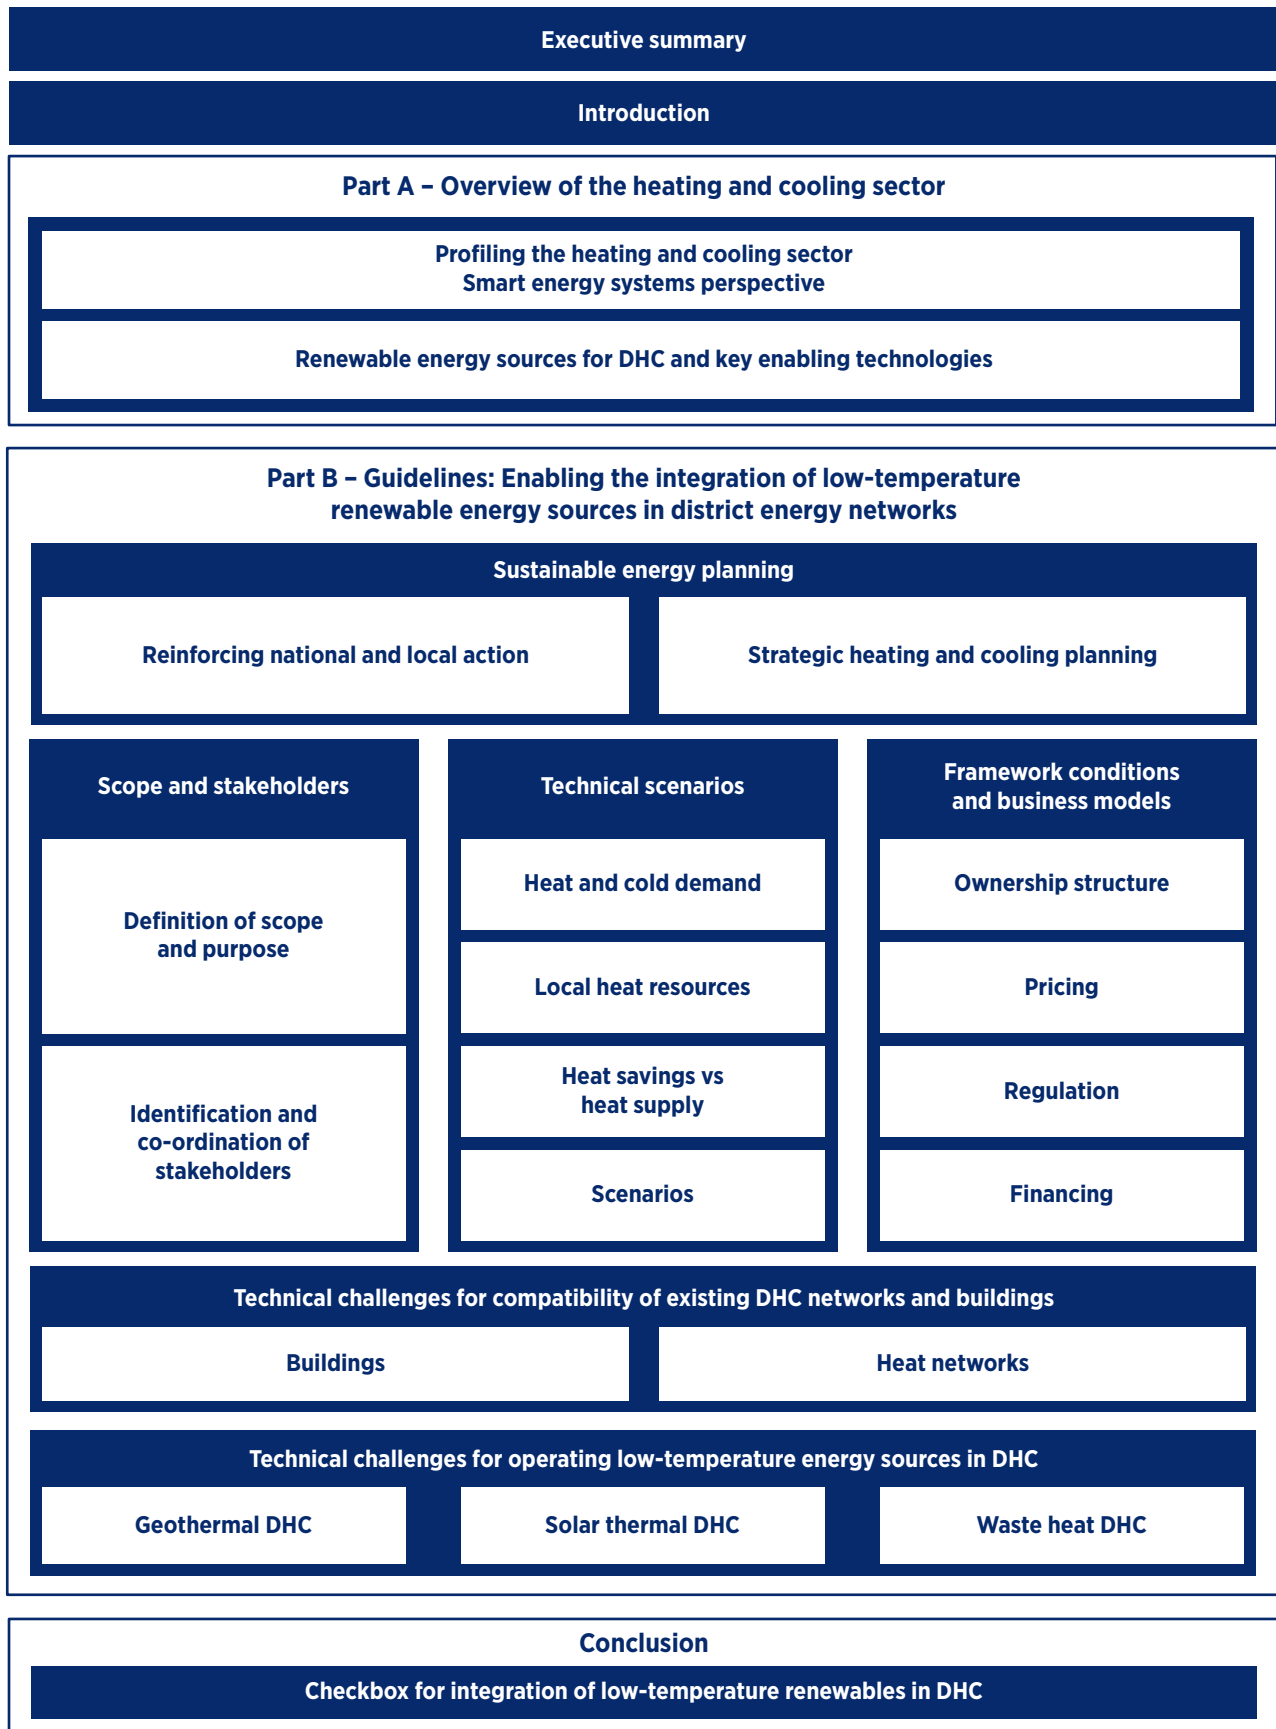 Executive summary
Introduction
Part A – Overview of the heating and cooling sector
Profiling the heating and cooling sector
Smart energy systems perspective
Renewable energy sources for DHC and key enabling technologies
Part B – Guidelines: Enabling the integration of low-temperature
renewable energy sources in district energy networks
Sustainable energy planning
Reinforcing national and local action
Strategic heating and cooling planning
Scope and stakeholders
Definition of scope
and purpose
Identification and
co-ordination of
stakeholders
Technical scenarios
Heat and cold demand
Local heat resources
Heat savings vs
heat supply
Scenarios
Framework conditions
and business models
Ownership structure
Pricing
Regulation
Financing
Technical challenges for compatibility of existing DHC networks and buildings
Buildings
Heat networks
Technical challenges for operating low-temperature energy sources in DHC
Geothermal DHC
Solar thermal DHC
Waste heat DHC
Conclusion
Checkbox for integration of low-temperature renewables in DHC